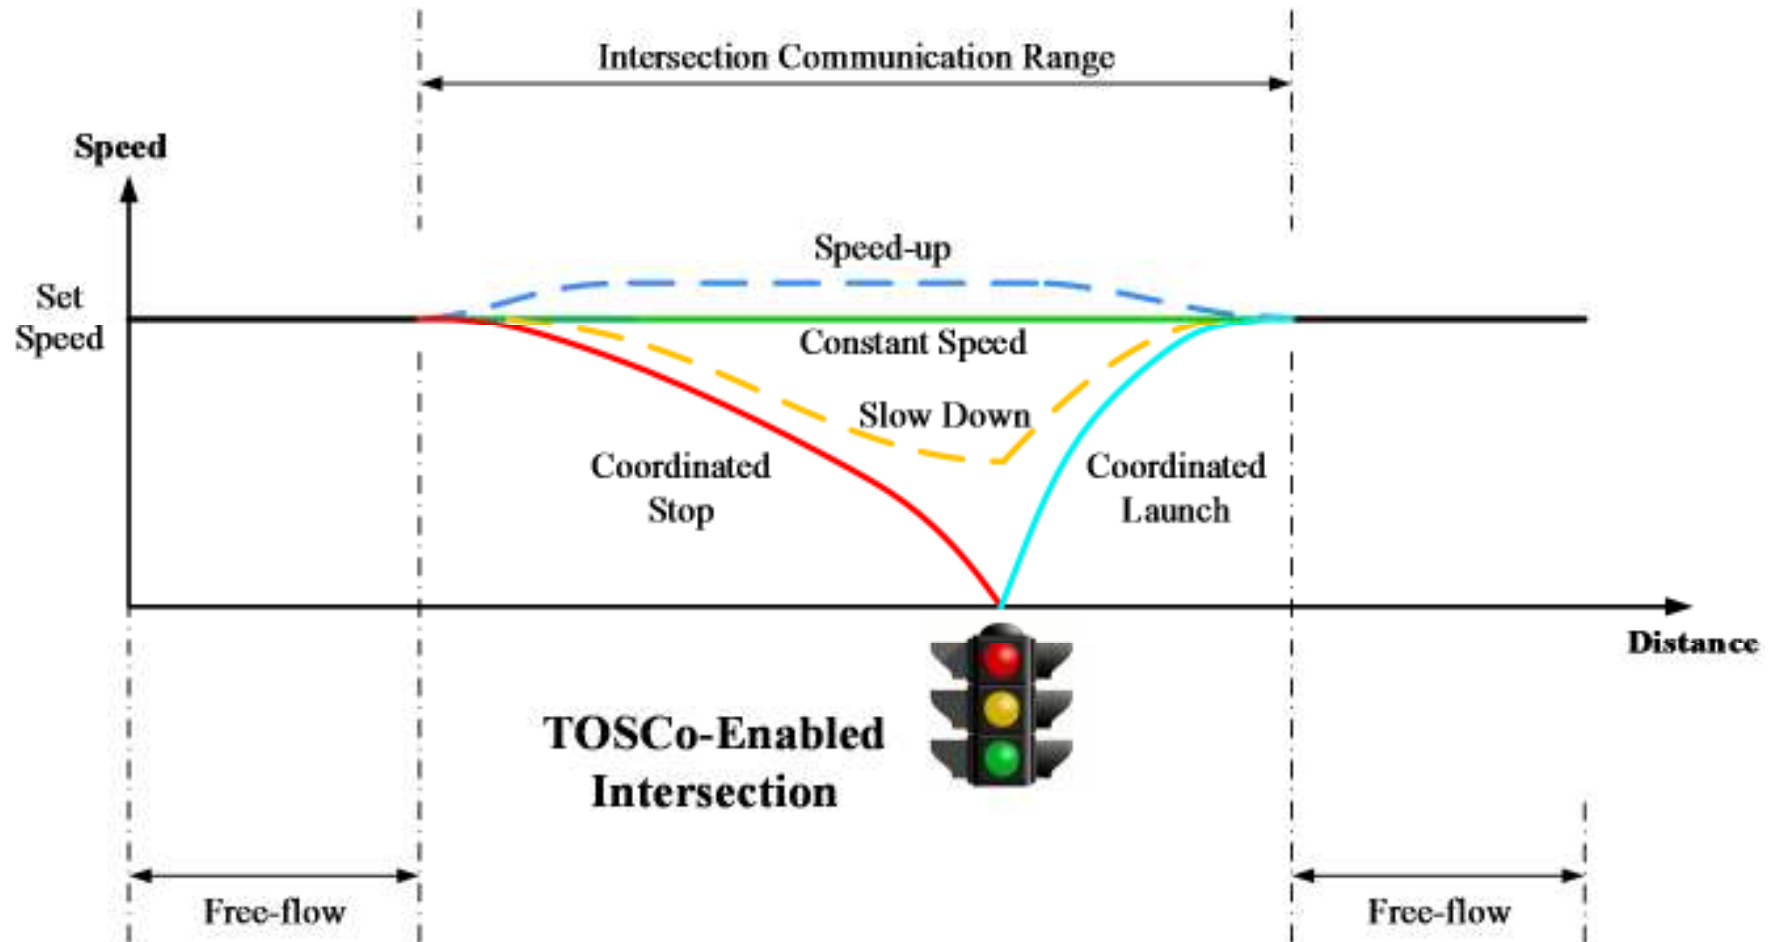 Intersection Communication Range
Speed
Speed-up
Set
Speed
Constant Speed
Slow Down
Coordinated
Stop
Coordinated
Launch
Distance
TOSCo-Enabled
Intersection
Free-flow
Free-flow